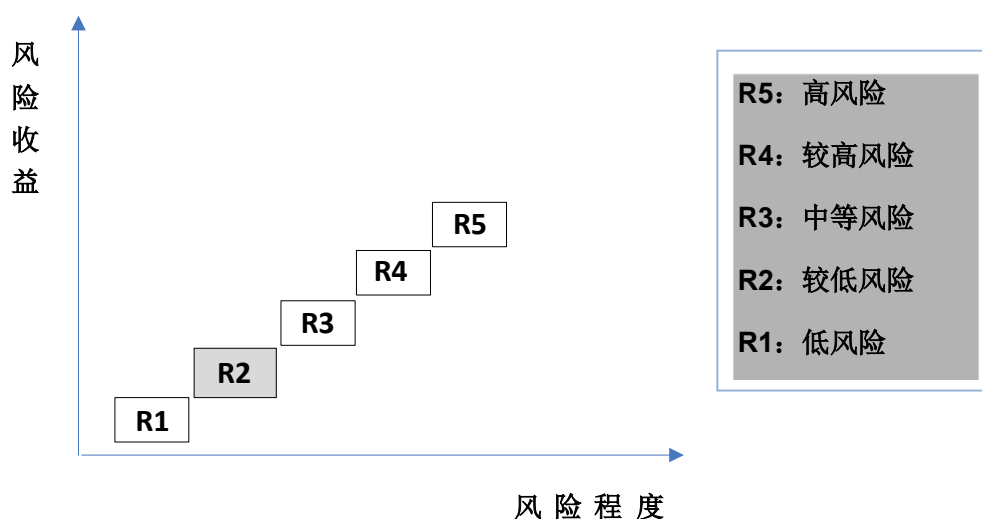 风
险
收
益
R5
R4
R3
R2
R1
风 险 程 度
R5：高风险
R4：较高风险
R3：中等风险
R2：较低风险
R1：低风险